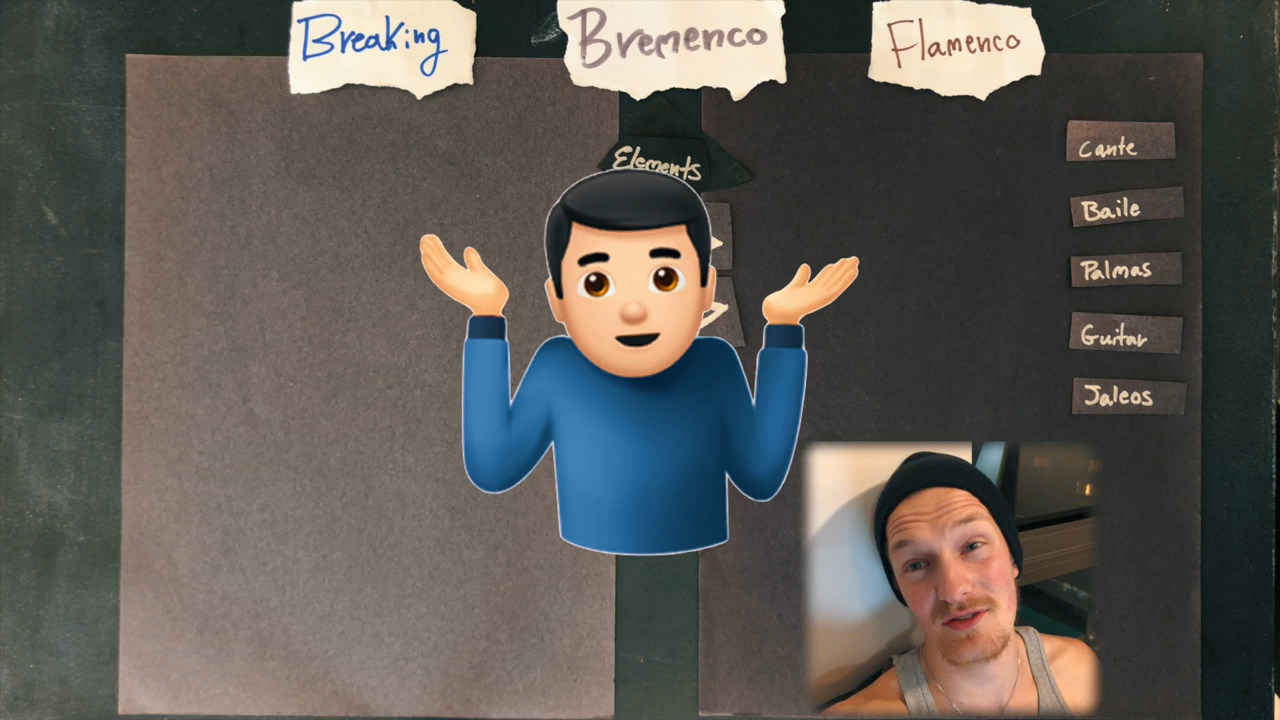 Breaking
Bremenco
Flamenco
Elements
Cante
Baile
Palmas
Guitar
Jaleos